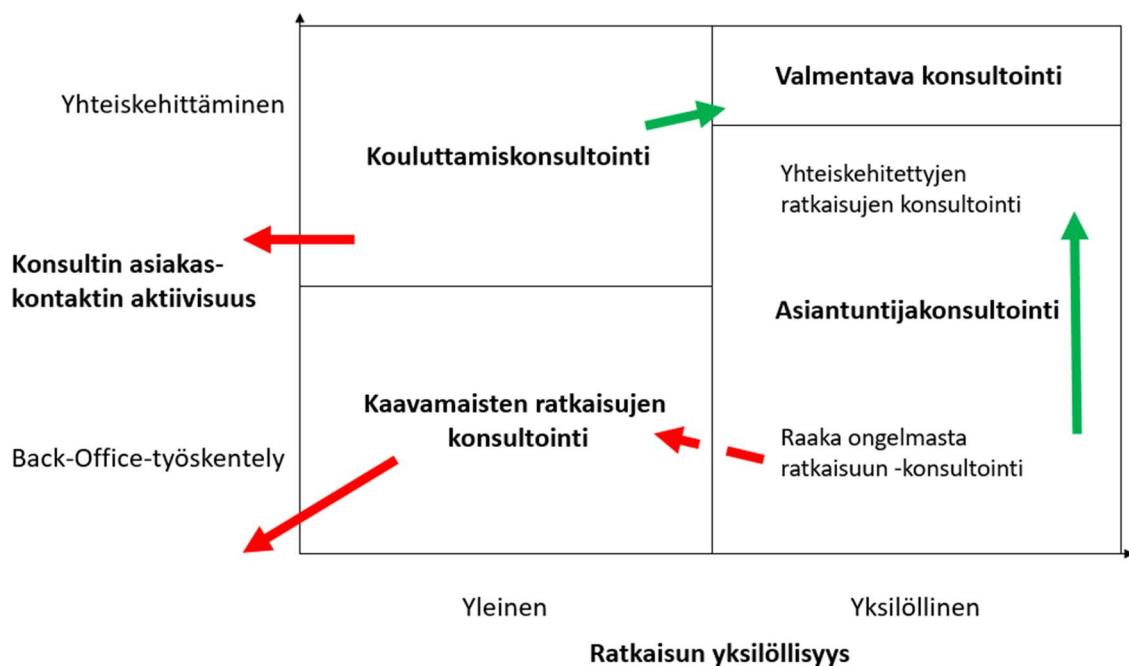 Yhteiskehittäminen
Konsultin asiakas-
kontaktin aktiivisuus
Back-Office-työskentely
Kouluttamiskonsultointi
Kaavamaisten ratkaisujen
konsultointi
Valmentava konsultointi
Yhteiskehitettyjen
ratkaisujen konsultointi
Asiantuntijakonsultointi
Raaka ongelmasta
ratkaisuun -konsultointi
Yleinen
Yksilöllinen
Ratkaisun yksilöllisyys